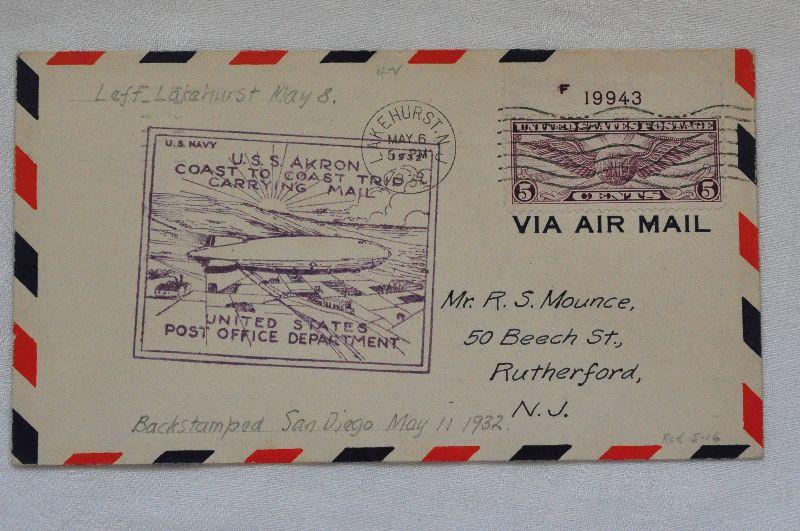 Left Lakehurst May 8.
LAKEHURST, N.J.
MAY 6
5 PM
1932
U.S. NAVY
U.S.S. AKRON
COAST TO COAST TRIP
CARRYING MAIL
UNITED STATES
POST OFFICE DEPARTMENT
F 19943
UNITED STATES POSTAGE
5 CENTS 5
VIA AIR MAIL
Mr. R. S. Mounce,
50 Beech St.,
Rutherford,
N. J.
Backstamped San Diego May 11 1932.
Rcd 5-16